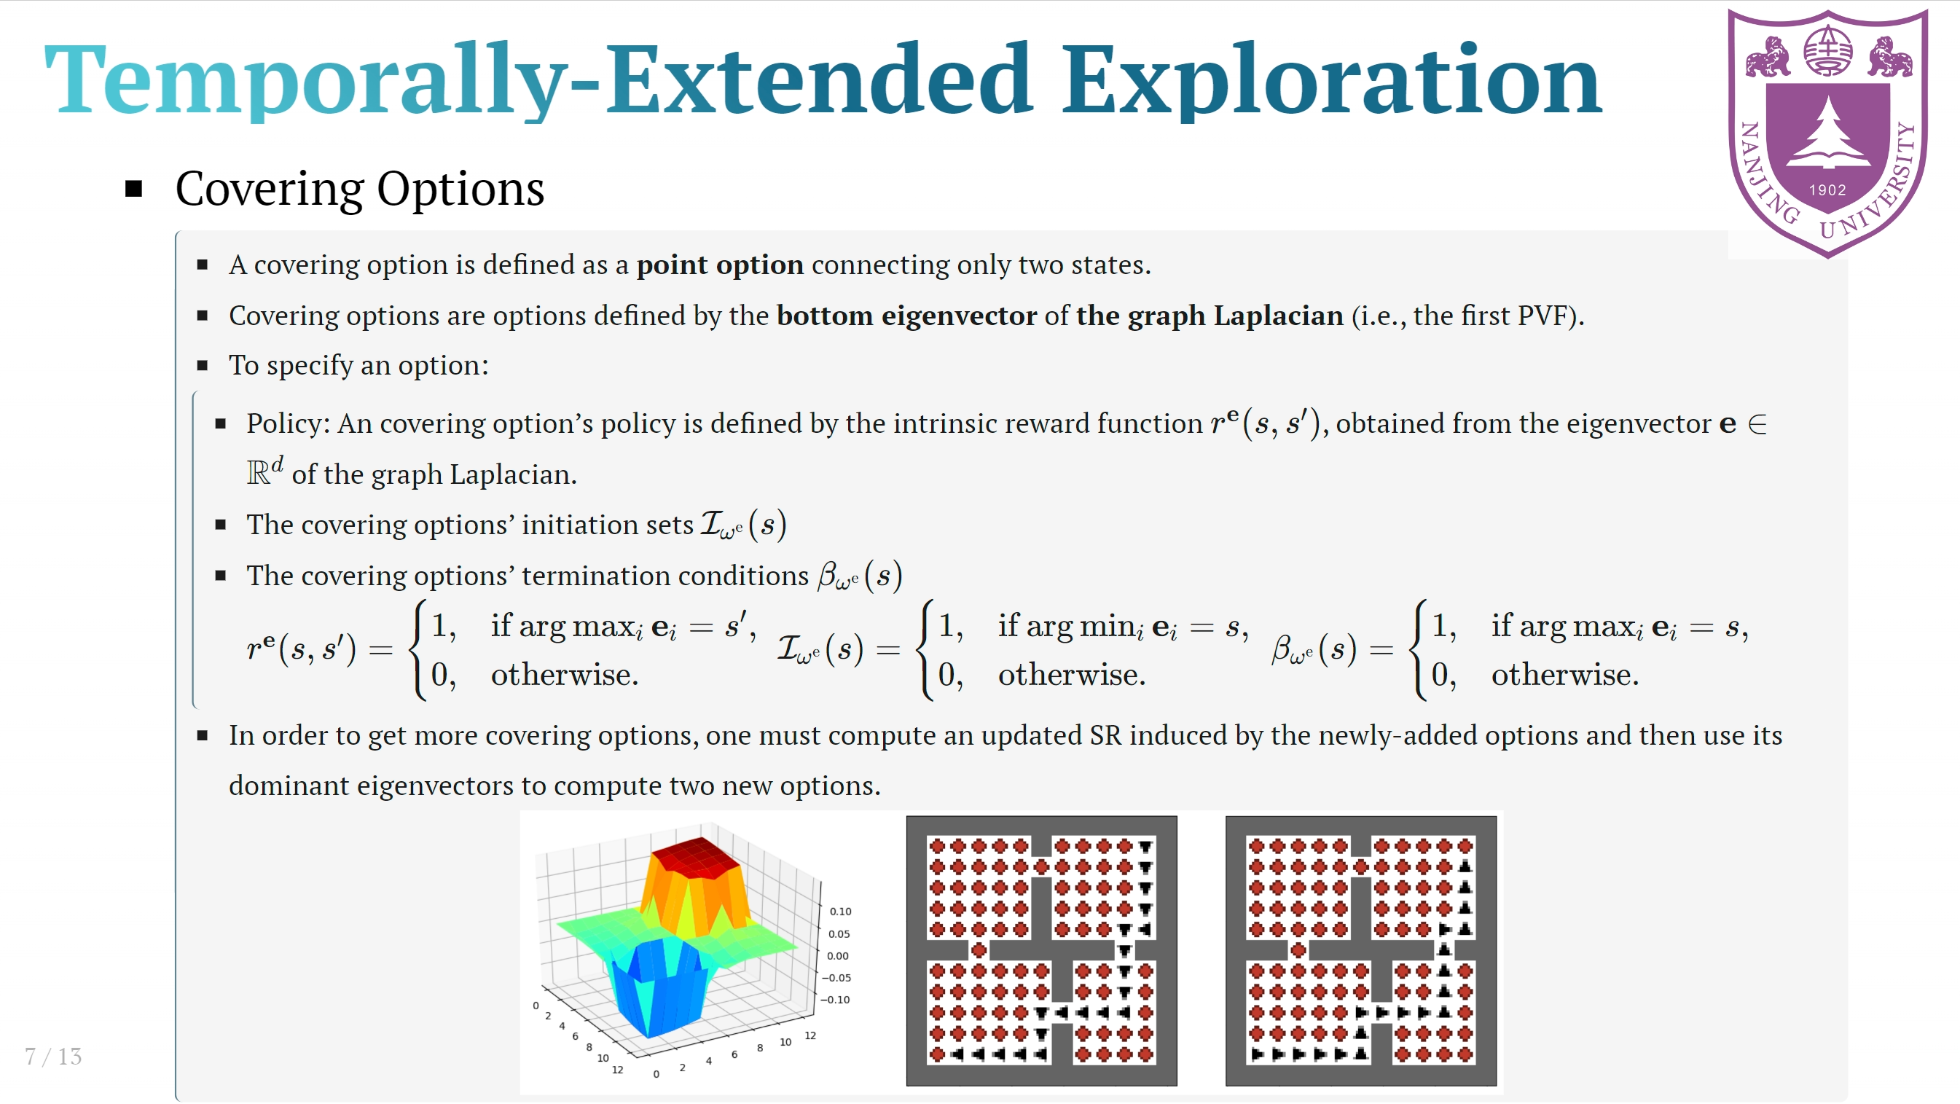 Temporally-Extended Exploration
NANJING UNIVERSITY
1902
▪ Covering Options
▪ A covering option is defined as a point option connecting only two states.
▪ Covering options are options defined by the bottom eigenvector of the graph Laplacian (i.e., the first PVF).
▪ To specify an option:
▪ Policy: An covering option's policy is defined by the intrinsic reward function r^e(s, s′), obtained from the eigenvector e ∈
ℝ^d of the graph Laplacian.
▪ The covering options' initiation sets 𝓘_{ω^e}(s)
▪ The covering options' termination conditions β_{ω^e}(s)
r^e(s, s′) = { 1, if arg max_i e_i = s′, 0, otherwise.
𝓘_{ω^e}(s) = { 1, if arg min_i e_i = s, 0, otherwise.
β_{ω^e}(s) = { 1, if arg max_i e_i = s, 0, otherwise.
▪ In order to get more covering options, one must compute an updated SR induced by the newly-added options and then use its
dominant eigenvectors to compute two new options.
0.10
0.05
0.00
−0.05
−0.10
0 2 4 6 8 10 12
0 2 4 6 8 10 12
7 / 13